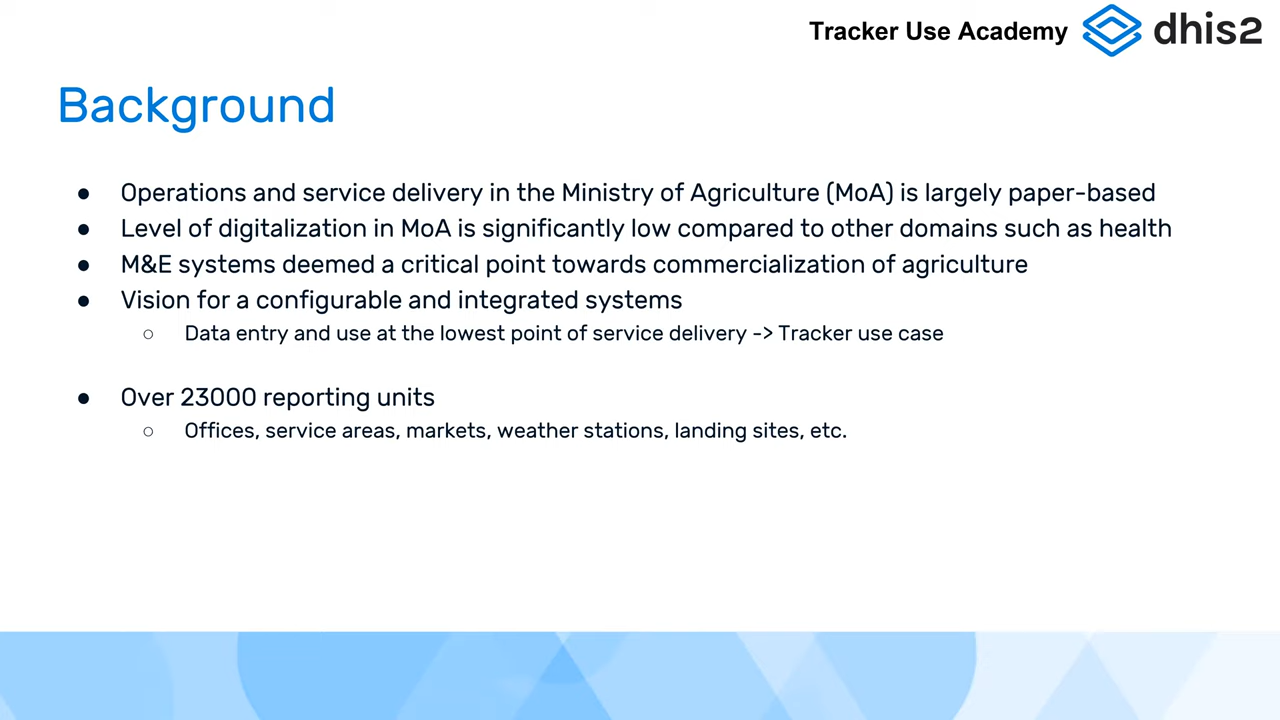 Tracker Use Academy dhis2
Background
● Operations and service delivery in the Ministry of Agriculture (MoA) is largely paper-based
● Level of digitalization in MoA is significantly low compared to other domains such as health
● M&E systems deemed a critical point towards commercialization of agriculture
● Vision for a configurable and integrated systems
○ Data entry and use at the lowest point of service delivery -> Tracker use case
● Over 23000 reporting units
○ Offices, service areas, markets, weather stations, landing sites, etc.